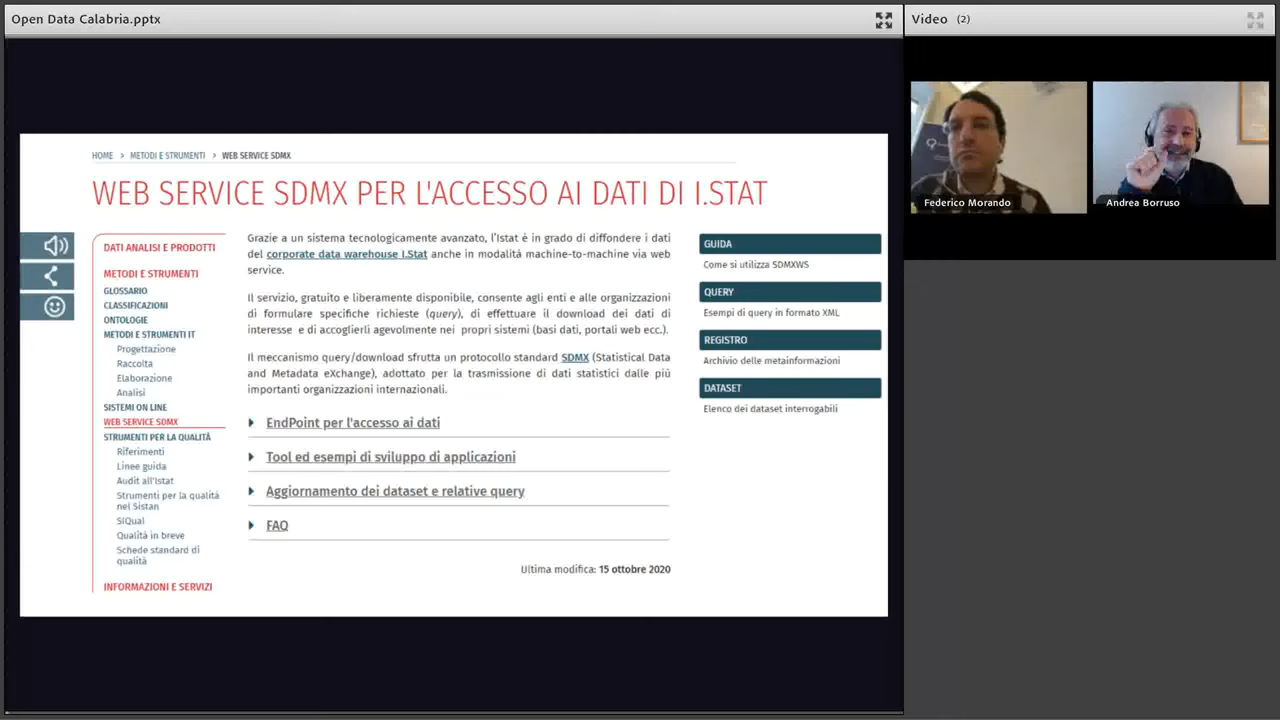 Open Data Calabria.pptx
Video (2)
Federico Morando
Andrea Borruso
HOME > METODI E STRUMENTI > WEB SERVICE SDMX
WEB SERVICE SDMX PER L'ACCESSO AI DATI DI I.STAT
DATI ANALISI E PRODOTTI
METODI E STRUMENTI
GLOSSARIO
CLASSIFICAZIONI
ONTOLOGIE
METODI E STRUMENTI IT
Progettazione
Raccolta
Elaborazione
Analisi
SISTEMI ON LINE
WEB SERVICE SDMX
STRUMENTI PER LA QUALITÀ
Riferimenti
Linee guida
Audit all'Istat
Strumenti per la qualità
nel Sistan
SIQual
Qualità in breve
Schede standard di
qualità
INFORMAZIONI E SERVIZI
Grazie a un sistema tecnologicamente avanzato, l'Istat è in grado di diffondere i dati
del corporate data warehouse I.Stat anche in modalità machine-to-machine via web
service.
Il servizio, gratuito e liberamente disponibile, consente agli enti e alle organizzazioni
di formulare specifiche richieste (query), di effettuare il download dei dati di
interesse e di accoglierli agevolmente nei propri sistemi (basi dati, portali web ecc.).
Il meccanismo query/download sfrutta un protocollo standard SDMX (Statistical Data
and Metadata eXchange), adottato per la trasmissione di dati statistici dalle più
importanti organizzazioni internazionali.
EndPoint per l'accesso ai dati
Tool ed esempi di sviluppo di applicazioni
Aggiornamento dei dataset e relative query
FAQ
Ultima modifica: 15 ottobre 2020
GUIDA
Come si utilizza SDMXWS
QUERY
Esempi di query in formato XML
REGISTRO
Archivio delle metainformazioni
DATASET
Elenco dei dataset interrogabili